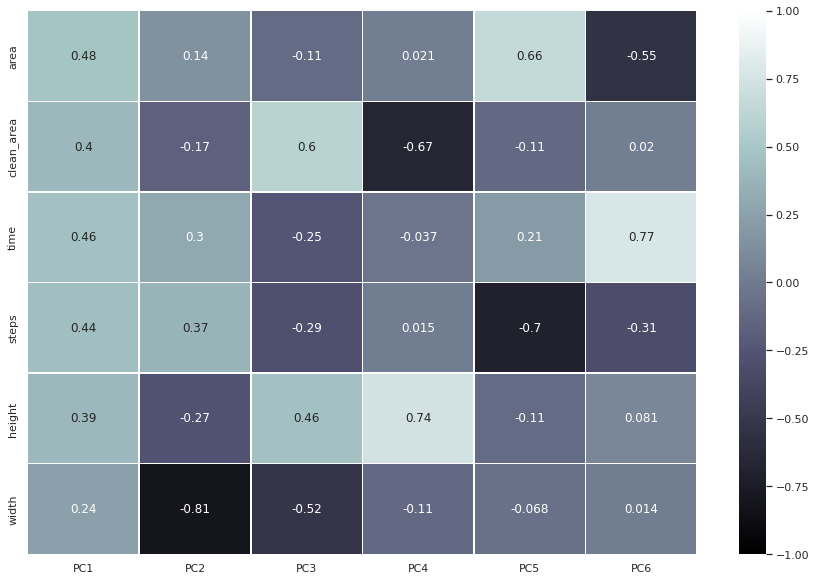 area 0.48 0.14 -0.11 0.021 0.66 -0.55
clean_area 0.4 -0.17 0.6 -0.67 -0.11 0.02
time 0.46 0.3 -0.25 -0.037 0.21 0.77
steps 0.44 0.37 -0.29 0.015 -0.7 -0.31
height 0.39 -0.27 0.46 0.74 -0.11 0.081
width 0.24 -0.81 -0.52 -0.11 -0.068 0.014
PC1 PC2 PC3 PC4 PC5 PC6
1.00
0.75
0.50
0.25
0.00
−0.25
−0.50
−0.75
−1.00